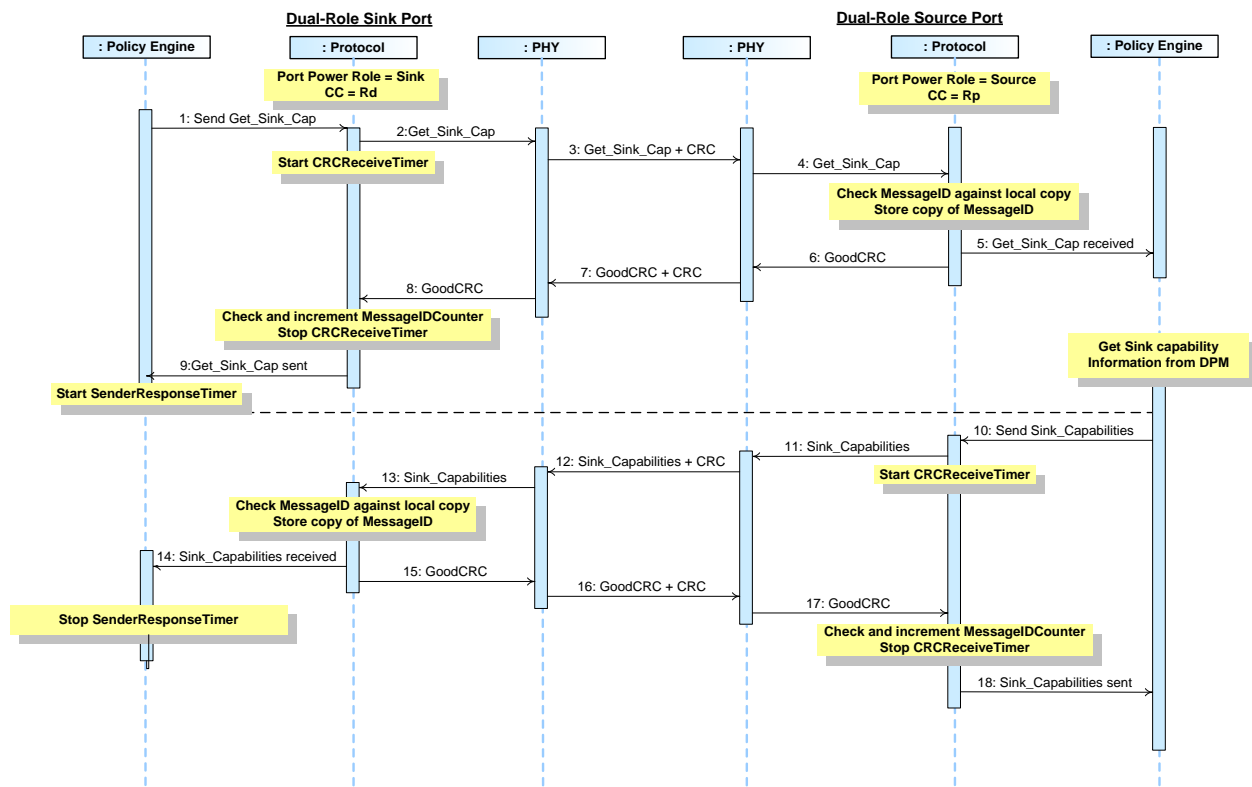 Dual-Role Sink Port
Dual-Role Source Port
: Policy Engine
: Protocol
: PHY
: PHY
: Protocol
: Policy Engine
Port Power Role = Sink
CC = Rd
Port Power Role = Source
CC = Rp
1: Send Get_Sink_Cap
2:Get_Sink_Cap
Start CRCReceiveTimer
3: Get_Sink_Cap + CRC
4: Get_Sink_Cap
Check MessageID against local copy
Store copy of MessageID
5: Get_Sink_Cap received
6: GoodCRC
7: GoodCRC + CRC
8: GoodCRC
Check and increment MessageIDCounter
Stop CRCReceiveTimer
9:Get_Sink_Cap sent
Start SenderResponseTimer
Get Sink capability
Information from DPM
10: Send Sink_Capabilities
11: Sink_Capabilities
Start CRCReceiveTimer
12: Sink_Capabilities + CRC
13: Sink_Capabilities
Check MessageID against local copy
Store copy of MessageID
14: Sink_Capabilities received
15: GoodCRC
16: GoodCRC + CRC
17: GoodCRC
Stop SenderResponseTimer
Check and increment MessageIDCounter
Stop CRCReceiveTimer
18: Sink_Capabilities sent